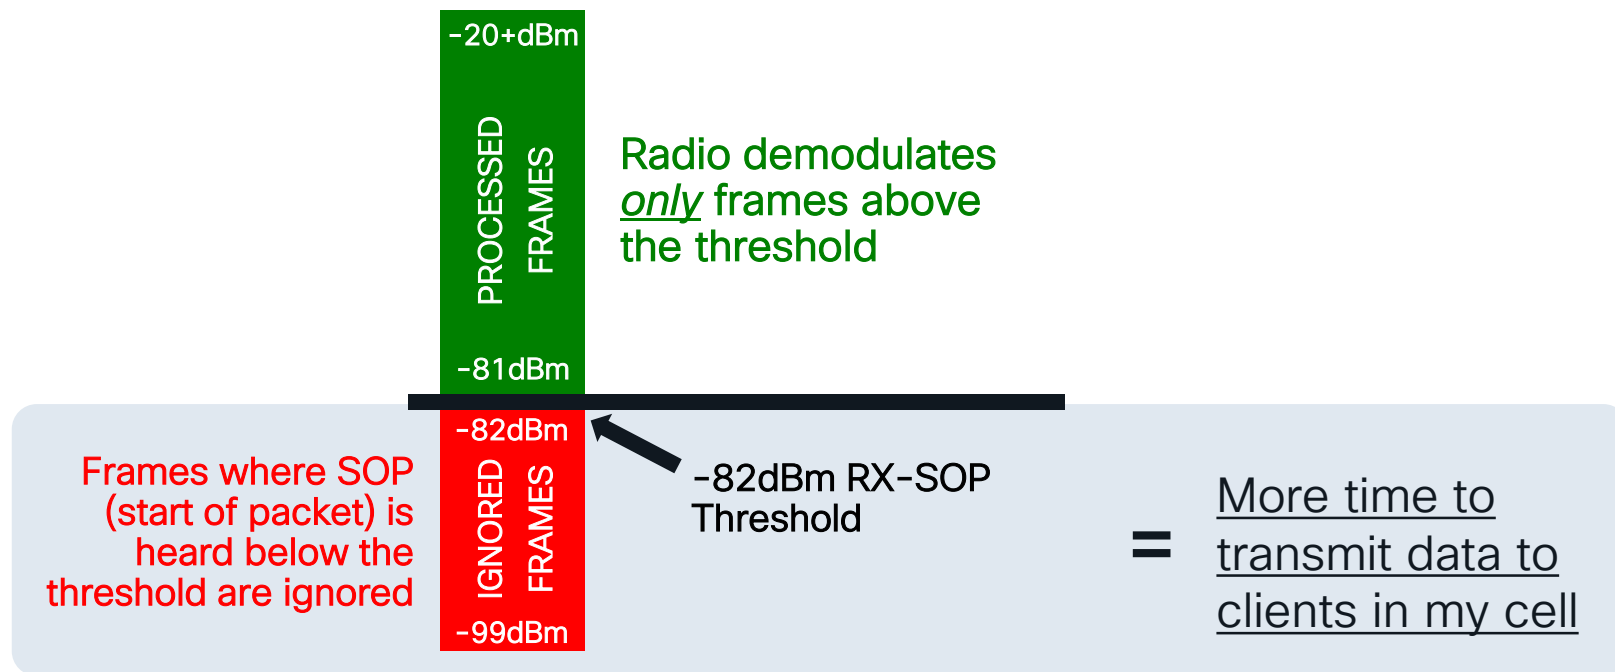 -20+dBm
PROCESSED
FRAMES
Radio demodulates
only frames above
the threshold
-81dBm
-82dBm
IGNORED
FRAMES
-99dBm
Frames where SOP
(start of packet) is
heard below the
threshold are ignored
-82dBm RX-SOP
Threshold
=
More time to
transmit data to
clients in my cell